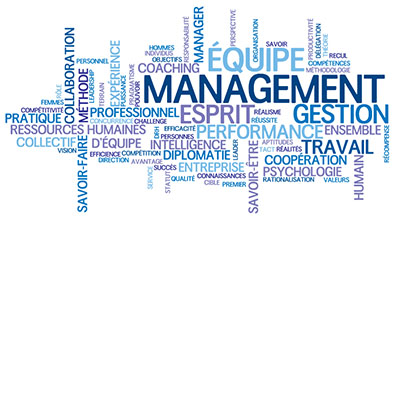 PERSPECTIVE
MANAGER
RESPONSABILITÉ
HOMMES
INDIVIDUS
OBJECTIFS
COACHING
ÉQUIPE
ORGANISATION
SAVOIR
PRODUCTIVITÉ
DÉLÉGATION
THÉORIE
RECUL
COMPÉTENCES
MÉTHODOLOGIE
COLLABORATION
PERSONNEL
EXPÉRIENCE
MÉTHODE
LEADERSHIP
TERRAIN
PUISSANCE
PRAGMATISME
POUVOIR
MANAGEMENT
RÔLE
FEMMES
COMPÉTITIVITÉ
PRATIQUE
PROFESSIONNEL
ESPRIT
RÉALISME
RÉUSSITE
GESTION
CONCURRENCE
CHALLENGE
RESSOURCES HUMAINES
DRH
EFFICACITÉ
PERSONNES
PERFORMANCE
ENSEMBLE
COLLECTIF
D'ÉQUIPE
INTELLIGENCE
LEADER
APTITUDES
FACT
RÉALITÉS
TRAVAIL
RÉCOMPENSE
VISION
SAVOIR-FAIRE
EFFICIENCE
COMPÉTITION
DIPLOMATIE
SAVOIR-ÊTRE
COOPÉRATION
DIRECTION
AVANTAGE
SERVICE
SUCCÈS
ENTREPRISE
PSYCHOLOGIE
HUMAIN
STATUT
QUALITÉ
CONNAISSANCES
RATIONALISATION
VALEURS
CIBLE
PREMIER